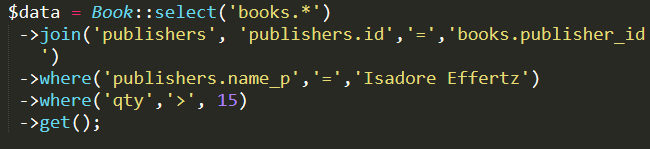 $data = Book::select('books.*')
->join('publishers', 'publishers.id','=','books.publisher_id
')
->where('publishers.name_p','=','Isadore Effertz')
->where('qty','>', 15)
->get();